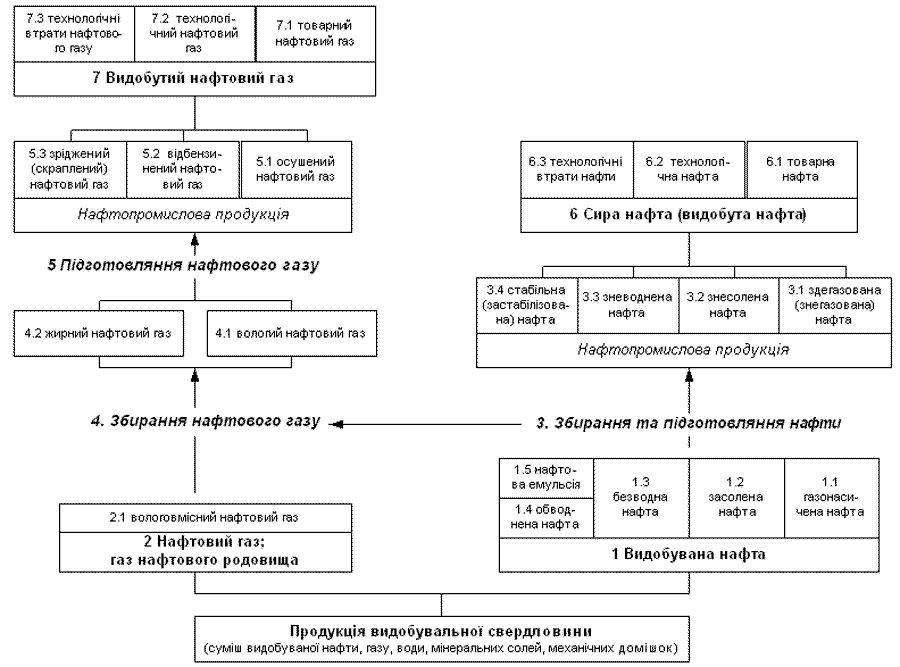 7.3 технологічні
втрати нафтово-
го газу
7.2 технологі-
чний нафтовий
газ
7.1 товарний
нафтовий газ
7 Видобутий нафтовий газ
5.3 зріджений
(скраплений)
нафтовий газ
5.2 відбензи-
нений нафто-
вий газ
5.1 осушений
нафтовий газ
Нафтопромислова продукція
6.3 технологічні
втрати нафти
6.2 технологі-
чна нафта
6.1 товарна
нафта
6 Сира нафта (видобута нафта)
5 Підготовляння нафтового газу
3.4 стабільна
(застабілізова-
на) нафта
3.3 зневоднена
нафта
3.2 знесолена
нафта
3.1 здегазована
(знегазована)
нафта
Нафтопромислова продукція
4.2 жирний нафтовий газ
4.1 вологий нафтовий газ
4. Збирання нафтового газу
3. Збирання та підготовляння нафти
1.5 нафто-
ва емульсія
1.4 обвод-
нена нафта
1.3
безводна
нафта
1.2
засолена
нафта
1.1
газонаси-
чена нафта
1 Видобувана нафта
2.1 вологовмісний нафтовий газ
2 Нафтовий газ;
газ нафтового родовища
Продукція видобувальної свердловини
(суміш видобуваної нафти, газу, води, мінеральних солей, механічних домішок)